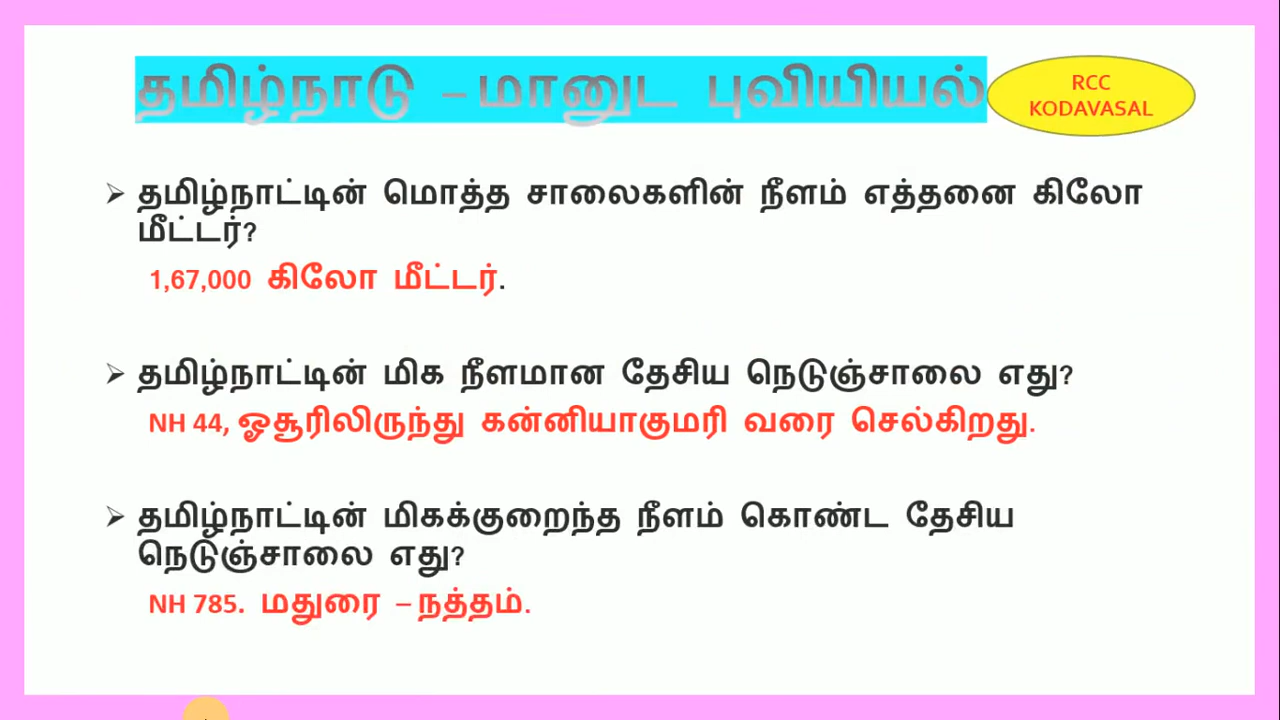 தமிழ்நாடு – மானுட புவியியல்
RCC
KODAVASAL
➢ தமிழ்நாட்டின் மொத்த சாலைகளின் நீளம் எத்தனை கிலோ
மீட்டர்?
1,67,000 கிலோ மீட்டர்.
➢ தமிழ்நாட்டின் மிக நீளமான தேசிய நெடுஞ்சாலை எது?
NH 44, ஓசூரிலிருந்து கன்னியாகுமரி வரை செல்கிறது.
➢ தமிழ்நாட்டின் மிகக்குறைந்த நீளம் கொண்ட தேசிய
நெடுஞ்சாலை எது?
NH 785. மதுரை – நத்தம்.